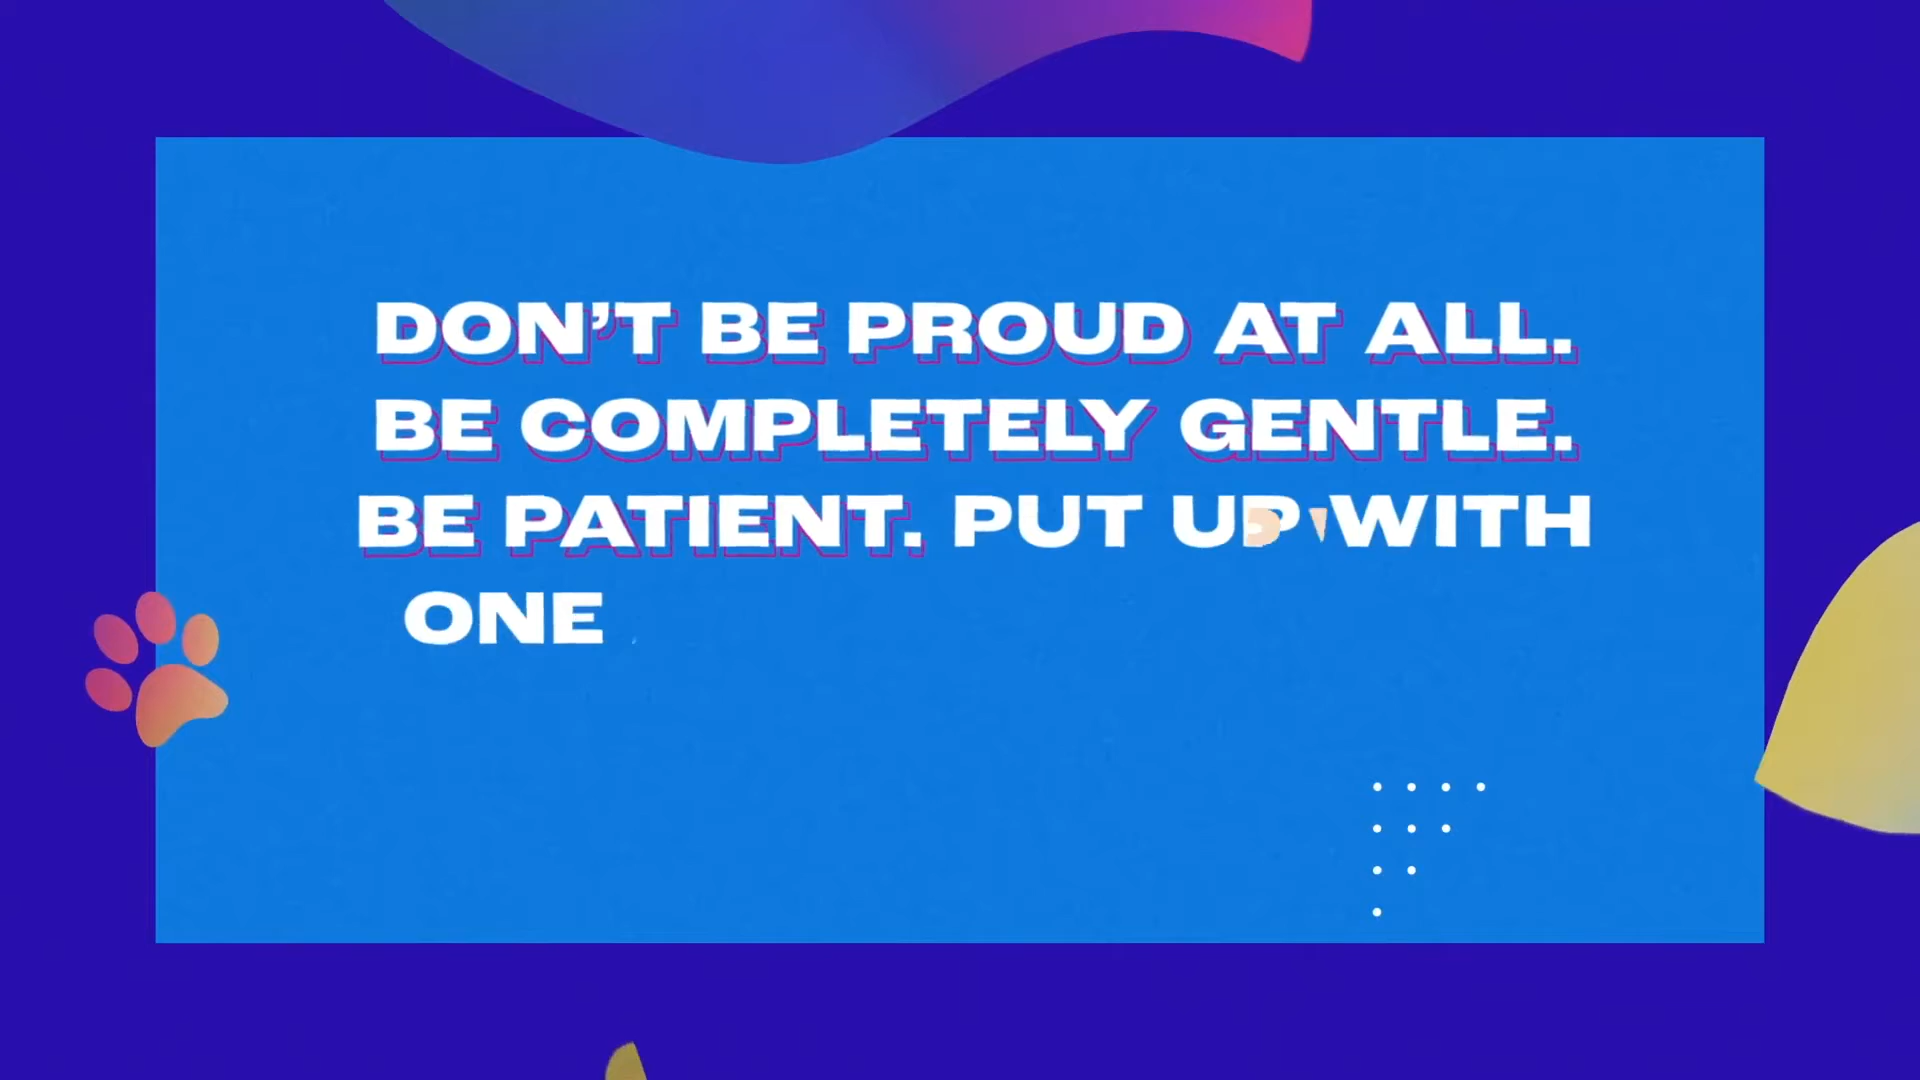 DON’T BE PROUD AT ALL.
BE COMPLETELY GENTLE.
BE PATIENT. PUT UP WITH
ONE